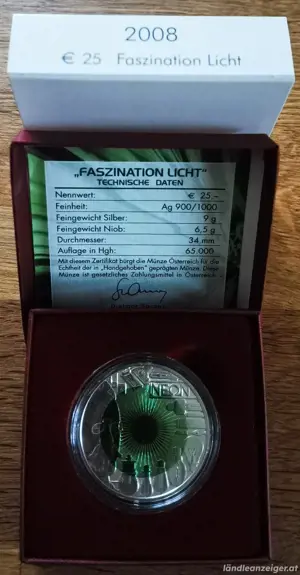 2008
€ 25 Faszination Licht
„FASZINATION LICHT"
TECHNISCHE DATEN
Nennwert: € 25,–
Feinheit: Ag 900/1000
Feingewicht Silber: 9 g
Feingewicht Niob: 6,5 g
Durchmesser: 34 mm
Auflage in Hgh: 65.000
Mit diesem Zertifikat bürgt die Münze Österreich für die
Echtheit der in „Handgehoben" geprägten Münze. Diese
Münze ist gesetzliches Zahlungsmittel in Österreich
NEON
ländleanzeiger.at